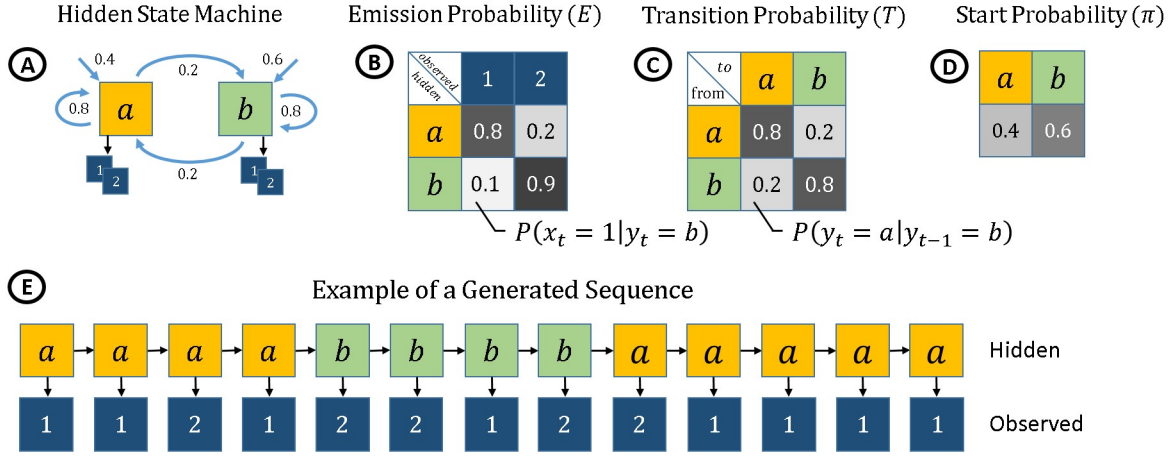 Hidden State Machine
Emission Probability (E)
Transition Probability (T)
Start Probability (π)
A
0.4
0.2
0.6
0.8
a
b
0.8
1
2
0.2
1
2
B
observed
hidden
1
2
a
0.8
0.2
b
0.1
0.9
P(x_t = 1|y_t = b)
C
to
from
a
b
a
0.8
0.2
b
0.2
0.8
P(y_t = a|y_{t-1} = b)
D
a
b
0.4
0.6
E
Example of a Generated Sequence
a a a a b b b b a a a a a Hidden
1 1 2 1 2 2 1 2 2 1 1 1 1 Observed